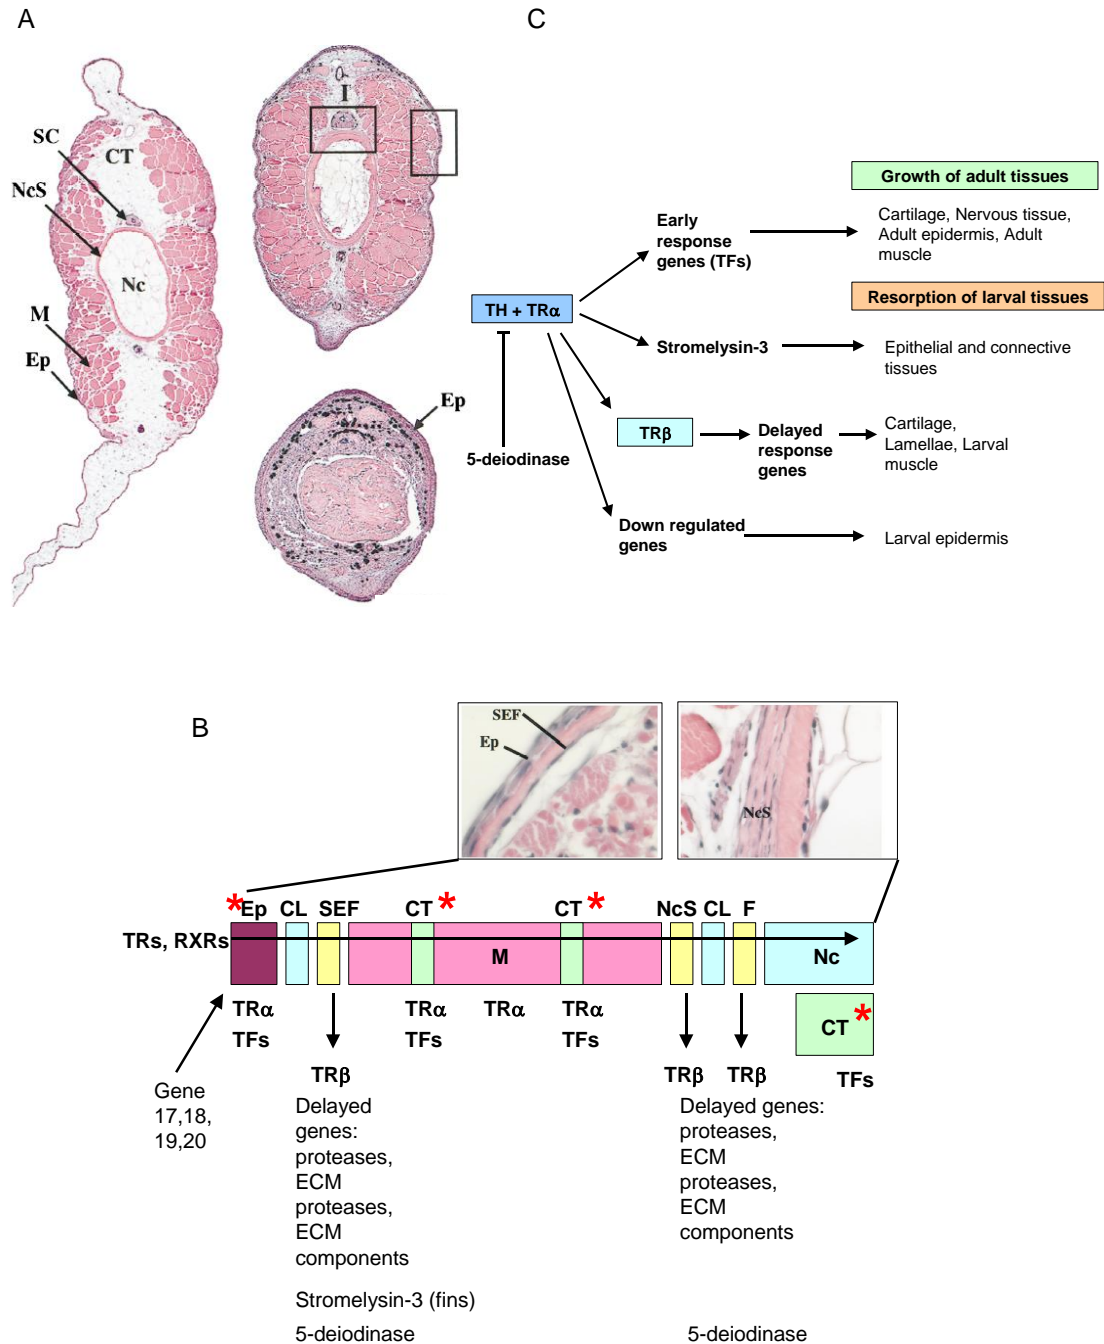 A
SC
CT
NcS
Nc
M
Ep
I
Ep
C
Growth of adult tissues
Early
response
genes (TFs)
Cartilage, Nervous tissue,
Adult epidermis, Adult
muscle
Resorption of larval tissues
TH + TRα
Stromelysin-3
Epithelial and connective
tissues
TRβ
Delayed
response
genes
Cartilage,
Lamellae, Larval
muscle
5-deiodinase
Down regulated
genes
Larval epidermis
B
SEF
Ep
NcS
*Ep CL SEF CT * CT * NcS CL F
TRs, RXRs
M
Nc
TRα TRα TRα TRα
TFs TFs TFs
CT *
TFs
TRβ TRβ TRβ
Gene
17,18,
19,20
Delayed
genes:
proteases,
ECM
proteases,
ECM
components
Delayed genes:
proteases,
ECM
proteases,
ECM
components
Stromelysin-3 (fins)
5-deiodinase 5-deiodinase